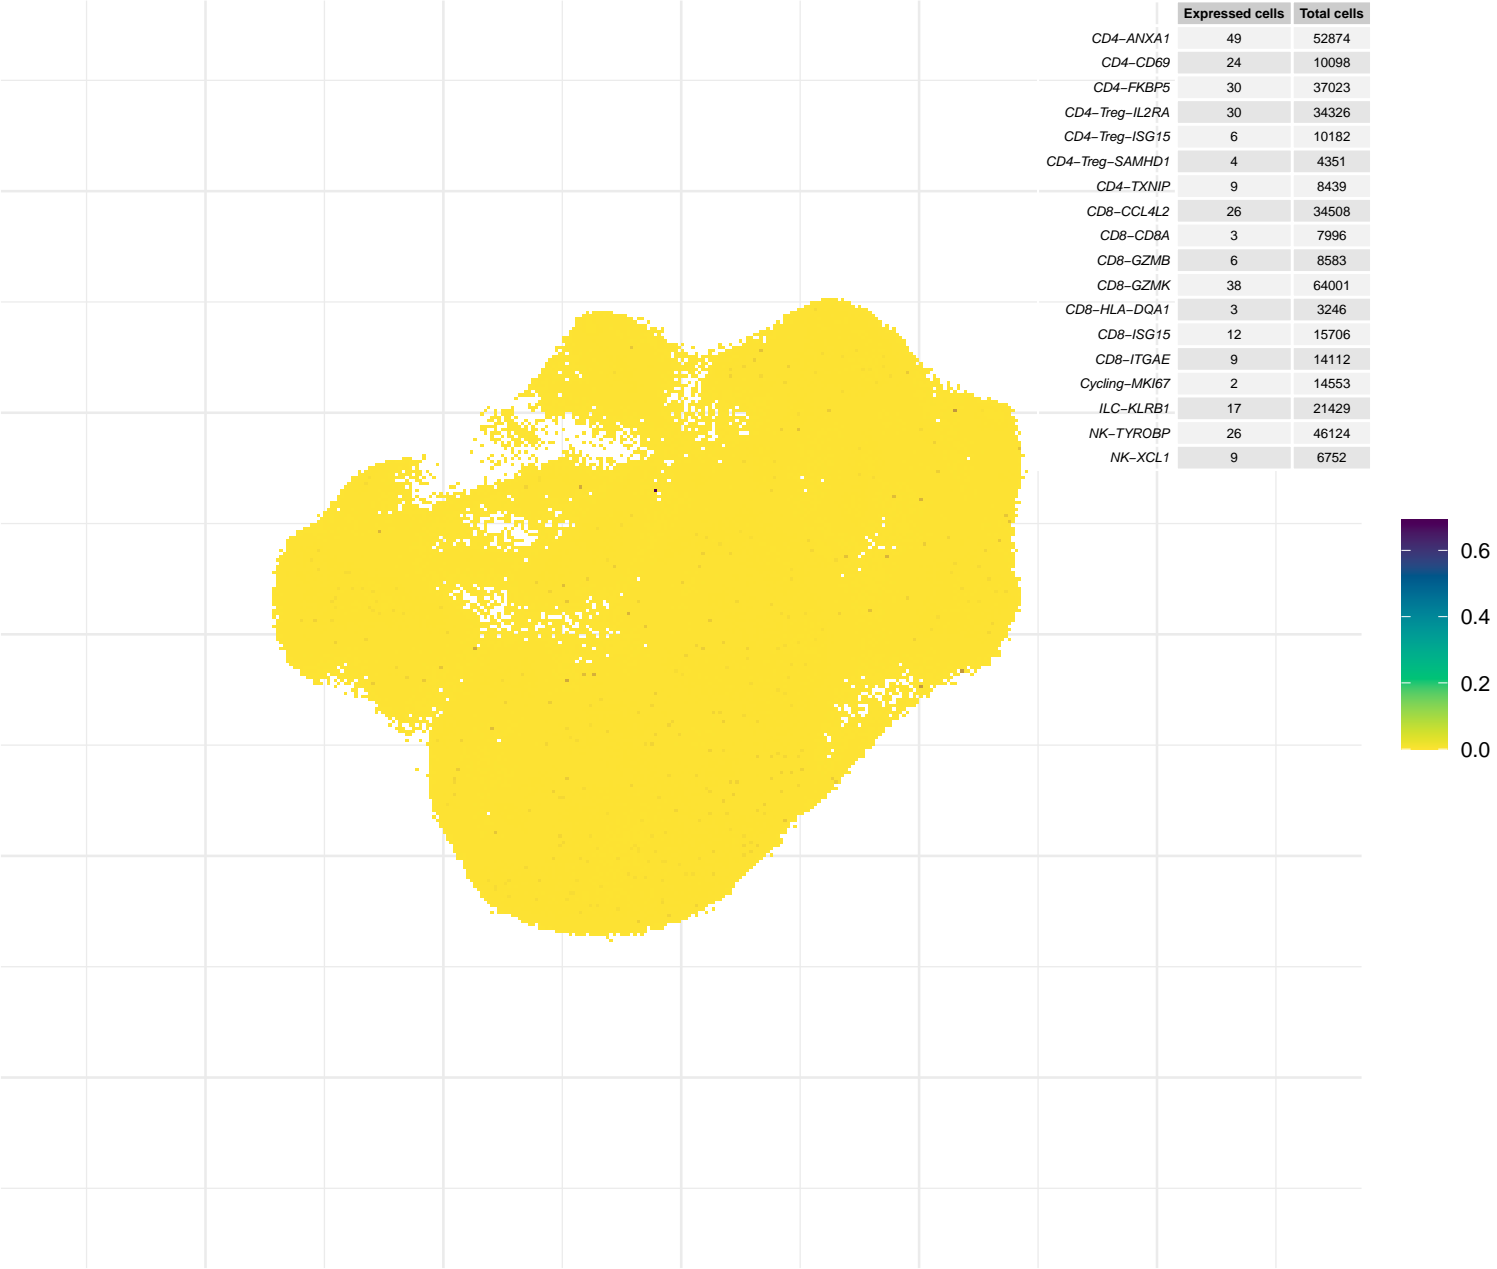 Expressed cells Total cells
CD4−ANXA1 49 52874
CD4−CD69 24 10098
CD4−FKBP5 30 37023
CD4−Treg−IL2RA 30 34326
CD4−Treg−ISG15 6 10182
CD4−Treg−SAMHD1 4 4351
CD4−TXNIP 9 8439
CD8−CCL4L2 26 34508
CD8−CD8A 3 7996
CD8−GZMB 6 8583
CD8−GZMK 38 64001
CD8−HLA−DQA1 3 3246
CD8−ISG15 12 15706
CD8−ITGAE 9 14112
Cycling−MKI67 2 14553
ILC−KLRB1 17 21429
NK−TYROBP 26 46124
NK−XCL1 9 6752
0.6
0.4
0.2
0.0